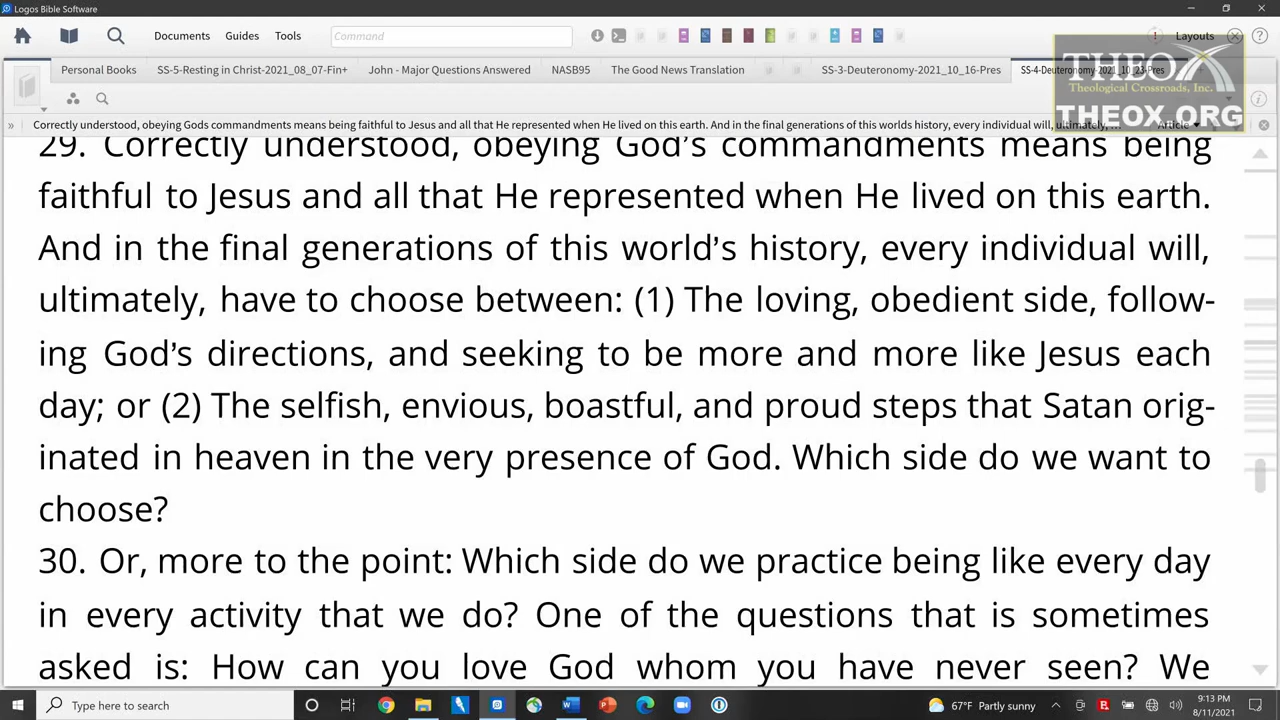 Logos Bible Software
Documents Guides Tools Command Layouts
Personal Books SS-5-Resting in Christ-2021_08_07-Fin+ s Answered NASB95 The Good News Translation SS-3-Deuteronomy-2021_10_16-Pres SS-4-Deuteronomy-2021_10_23-Pres
THEOX
Theological Crossroads, Inc.
THEOX.ORG
» Correctly understood, obeying Gods commandments means being faithful to Jesus and all that He represented when He lived on this earth. And in the final generations of this worlds history, every individual will, ultimately, ... Article
29. Correctly understood, obeying God’s commandments means being
faithful to Jesus and all that He represented when He lived on this earth.
And in the final generations of this world’s history, every individual will,
ultimately, have to choose between: (1) The loving, obedient side, follow-
ing God’s directions, and seeking to be more and more like Jesus each
day; or (2) The selfish, envious, boastful, and proud steps that Satan orig-
inated in heaven in the very presence of God. Which side do we want to
choose?
30. Or, more to the point: Which side do we practice being like every day
in every activity that we do? One of the questions that is sometimes
asked is: How can you love God whom you have never seen? We
Type here to search 67°F Partly sunny 9:13 PM
8/11/2021